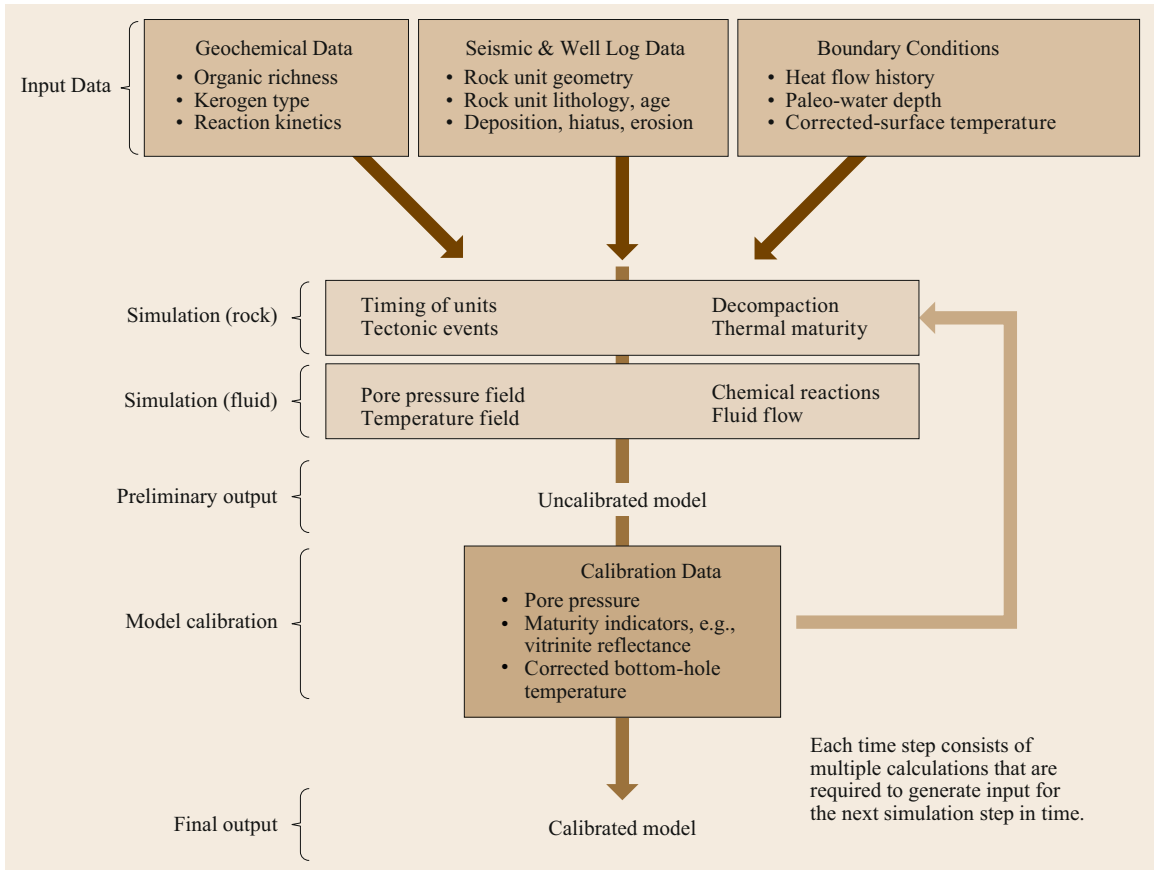 Input Data
Geochemical Data
• Organic richness
• Kerogen type
• Reaction kinetics
Seismic & Well Log Data
• Rock unit geometry
• Rock unit lithology, age
• Deposition, hiatus, erosion
Boundary Conditions
• Heat flow history
• Paleo-water depth
• Corrected-surface temperature
Simulation (rock)
Timing of units
Tectonic events
Decompaction
Thermal maturity
Simulation (fluid)
Pore pressure field
Temperature field
Chemical reactions
Fluid flow
Preliminary output
Uncalibrated model
Model calibration
Calibration Data
• Pore pressure
• Maturity indicators, e.g.,
vitrinite reflectance
• Corrected bottom-hole
temperature
Each time step consists of
multiple calculations that are
required to generate input for
the next simulation step in time.
Final output
Calibrated model